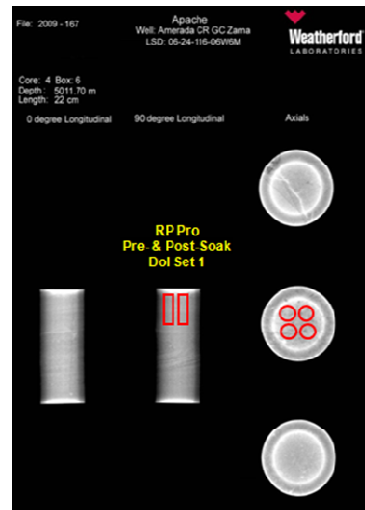 File: 2009-167
Apache
Well: Amerada CR GC Zama
LSD: 05-24-116-06W6M
Weatherford
LABORATORIES
Core: 4 Box: 6
Depth: 5011.70 m
Length: 22 cm
0 degree Longitudinal
90 degree Longitudinal
Axials
RP Pro
Pre- & Post-Soak
Dol Set 1